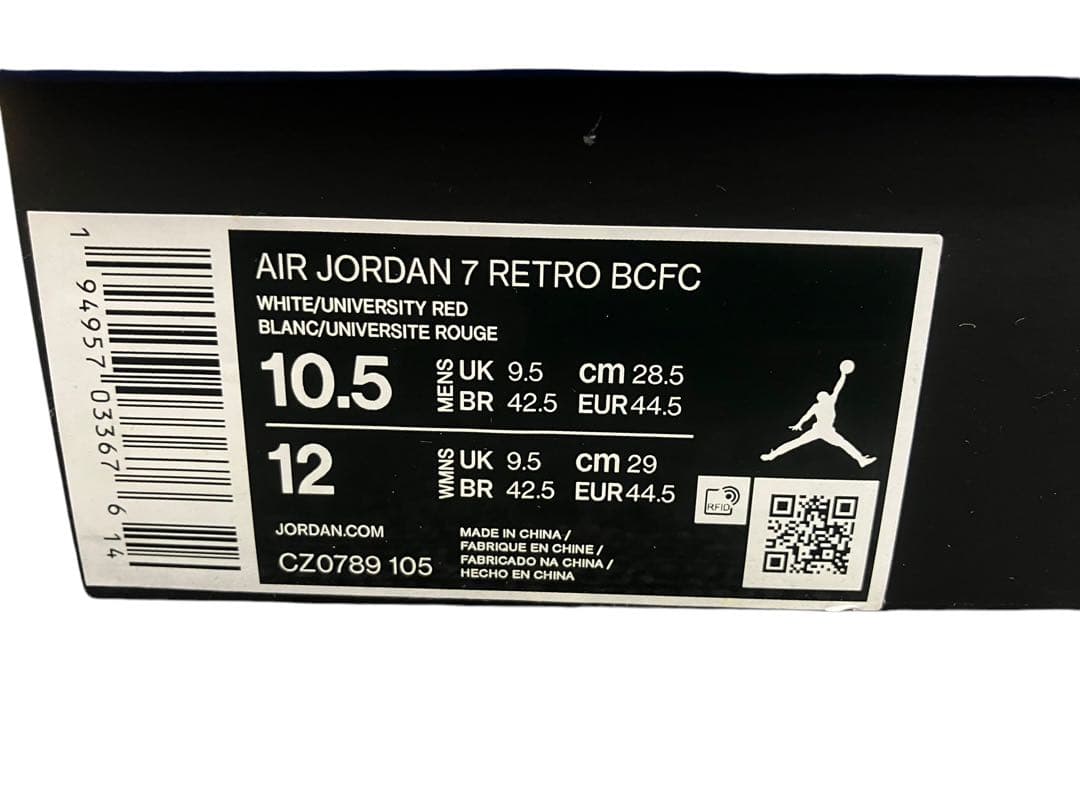 AIR JORDAN 7 RETRO BCFC
WHITE/UNIVERSITY RED
BLANC/UNIVERSITE ROUGE
10.5 MENS UK 9.5 cm 28.5
BR 42.5 EUR 44.5
12 WMNS UK 9.5 cm 29
BR 42.5 EUR 44.5
RFID
JORDAN.COM
CZ0789 105
MADE IN CHINA /
FABRIQUE EN CHINE /
FABRICADO NA CHINA /
HECHO EN CHINA
1 94957 03367 6 14